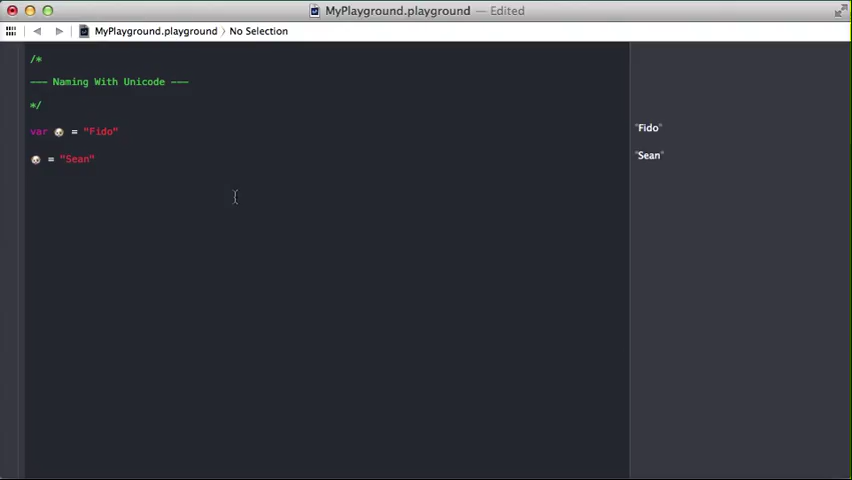 MyPlayground.playground — Edited
MyPlayground.playground 〉 No Selection
/*
--- Naming With Unicode ---
*/
var 🐶 = "Fido"
"Fido"
🐶 = "Sean"
"Sean"